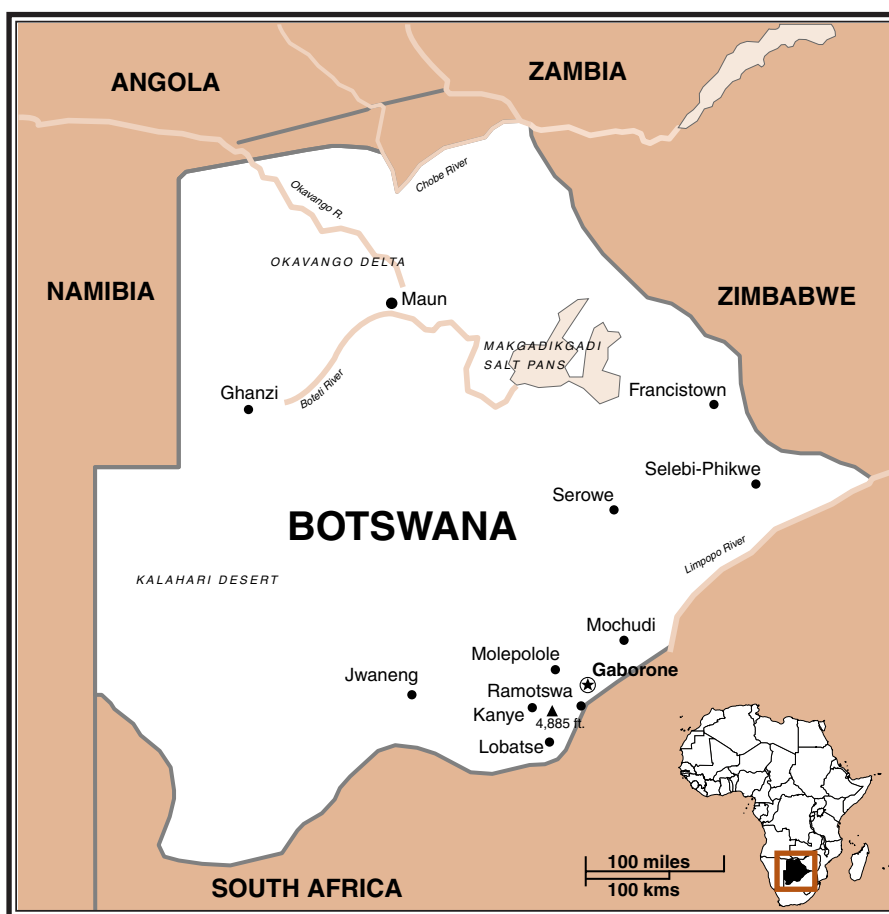 ANGOLA
ZAMBIA
Chobe River
Okavango R.
OKAVANGO DELTA
NAMIBIA
Maun
ZIMBABWE
MAKGADIKGADI
SALT PANS
Boteti River
Ghanzi
Francistown
Selebi-Phikwe
Serowe
BOTSWANA
Limpopo River
KALAHARI DESERT
Mochudi
Molepolole
Gaborone
Jwaneng
Ramotswa
Kanye
4,885 ft.
Lobatse
100 miles
100 kms
SOUTH AFRICA